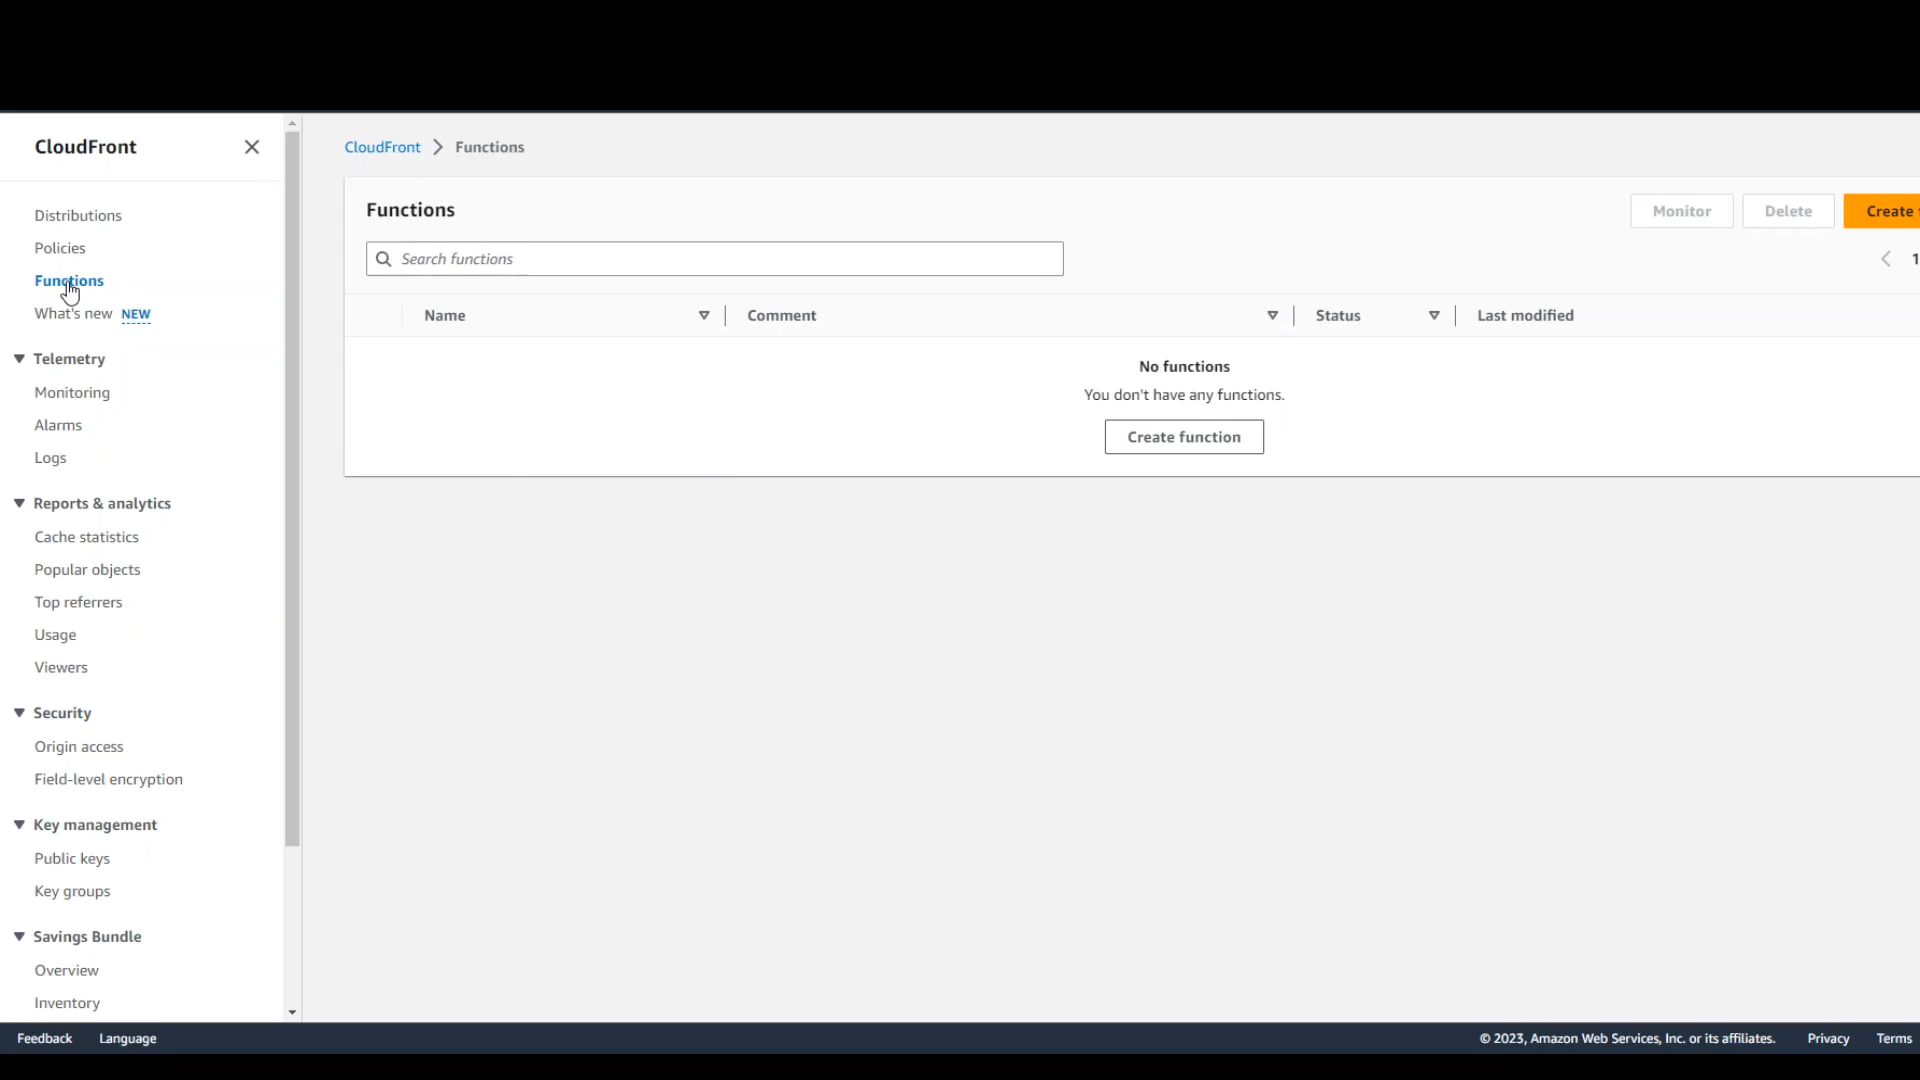 CloudFront
Distributions
Policies
Functions
What's new NEW
Telemetry
Monitoring
Alarms
Logs
Reports & analytics
Cache statistics
Popular objects
Top referrers
Usage
Viewers
Security
Origin access
Field-level encryption
Key management
Public keys
Key groups
Savings Bundle
Overview
Inventory
CloudFront > Functions
Functions
Monitor Delete Create
Search functions
1
Name Comment Status Last modified
No functions
You don't have any functions.
Create function
Feedback Language © 2023, Amazon Web Services, Inc. or its affiliates. Privacy Terms